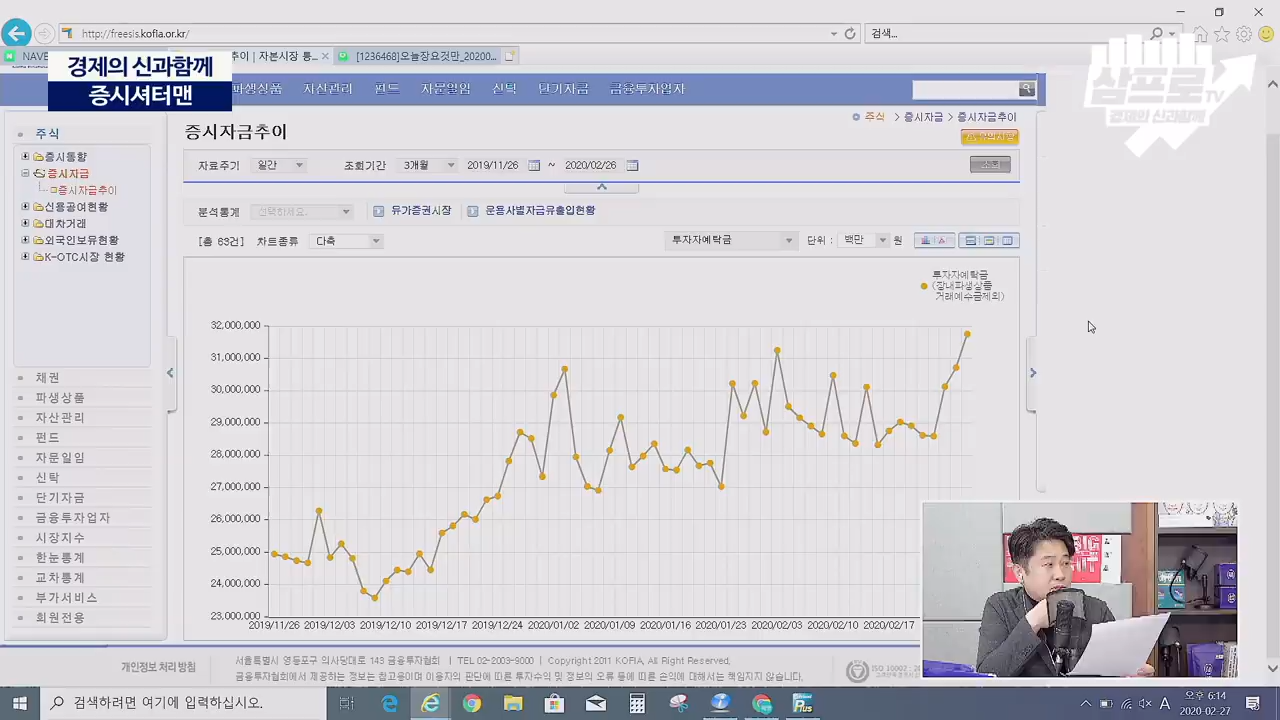 http://freesis.kofia.or.kr/
검색...
[1236468]오늘장요것만_20200...
경제의 신과함께
증시셔터맨
삼프로TV
경제의 신과함께
파생상품 자산관리 펀드 자문일임 신탁 단기자금 금융투자업자
주식
증시동향
증시자금
증시자금추이
신용공여현황
대차거래
외국인보유현황
K-OTC시장 현황
채권
파생상품
자산관리
펀드
자문일임
신탁
단기자금
금융투자업자
시장지수
한눈통계
교차통계
부가서비스
회원전용
증시자금추이
주식 > 증시자금 > 증시자금추이
자료주기 일간 조회기간 3개월 2019/11/26 ~ 2020/02/26 조회
분석통계 선택하세요. 유가증권시장 운용사별자금유출입현황
[총 63건] 차트종류 다축 투자자예탁금 단위 : 백만 원
투자자예탁금
(장내파생상품
거래예수금제외)
32,000,000
31,000,000
30,000,000
29,000,000
28,000,000
27,000,000
26,000,000
25,000,000
24,000,000
23,000,000
2019/11/26 2019/12/03 2019/12/10 2019/12/17 2019/12/24 2020/01/02 2020/01/09 2020/01/16 2020/01/23 2020/02/03 2020/02/10 2020/02/17
개인정보 처리방침
서울특별시 영등포구 의사당대로 143 금융투자협회 | TEL 02-2003-9000 | Copyright 2011 KOFIA, All Right Reserved,
검색하려면 여기에 입력하십시오.
오후 6:14
2020-02-27